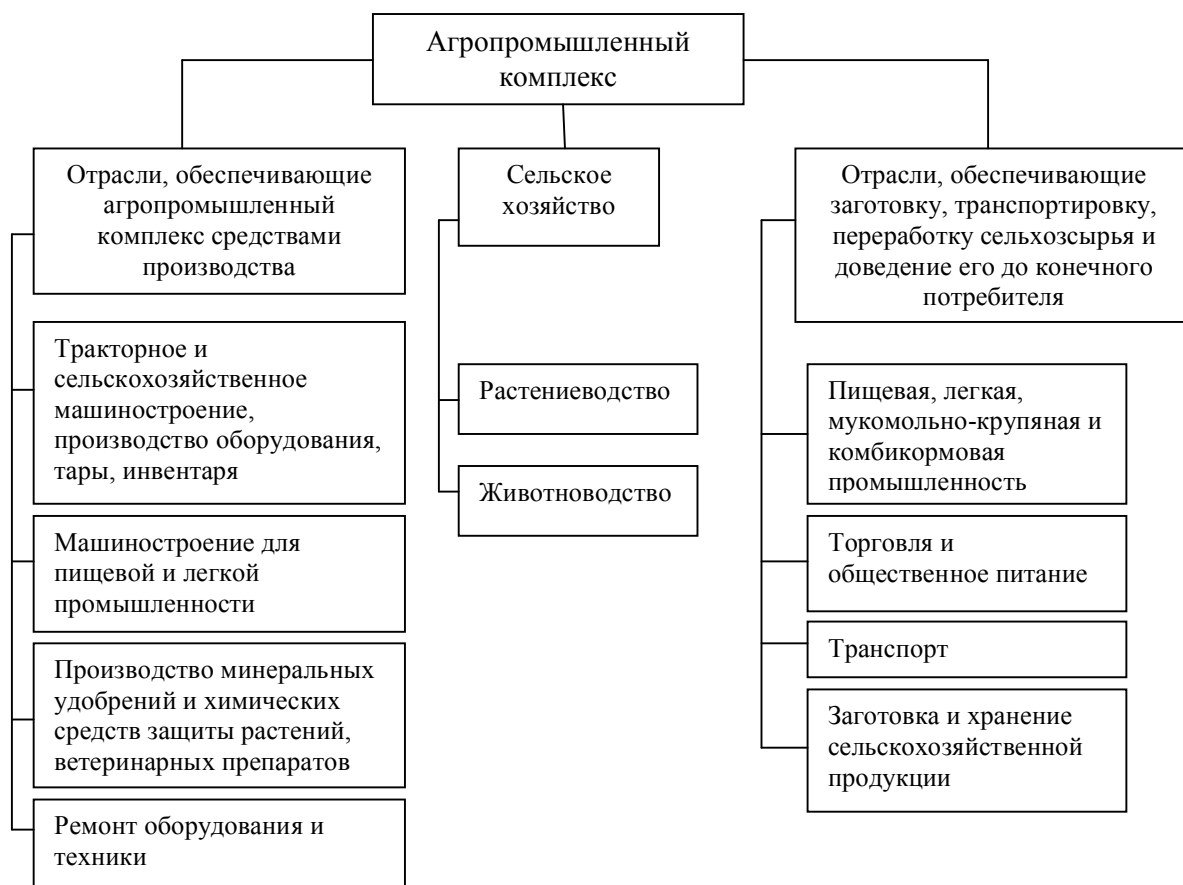 Агропромышленный
комплекс
Отрасли, обеспечивающие
агропромышленный
комплекс средствами
производства
Тракторное и
сельскохозяйственное
машиностроение,
производство оборудования,
тары, инвентаря
Машиностроение для
пищевой и легкой
промышленности
Производство минеральных
удобрений и химических
средств защиты растений,
ветеринарных препаратов
Ремонт оборудования и
техники
Сельское
хозяйство
Растениеводство
Животноводство
Отрасли, обеспечивающие
заготовку, транспортировку,
переработку сельхозсырья и
доведение его до конечного
потребителя
Пищевая, легкая,
мукомольно-крупяная и
комбикормовая
промышленность
Торговля и
общественное питание
Транспорт
Заготовка и хранение
сельскохозяйственной
продукции